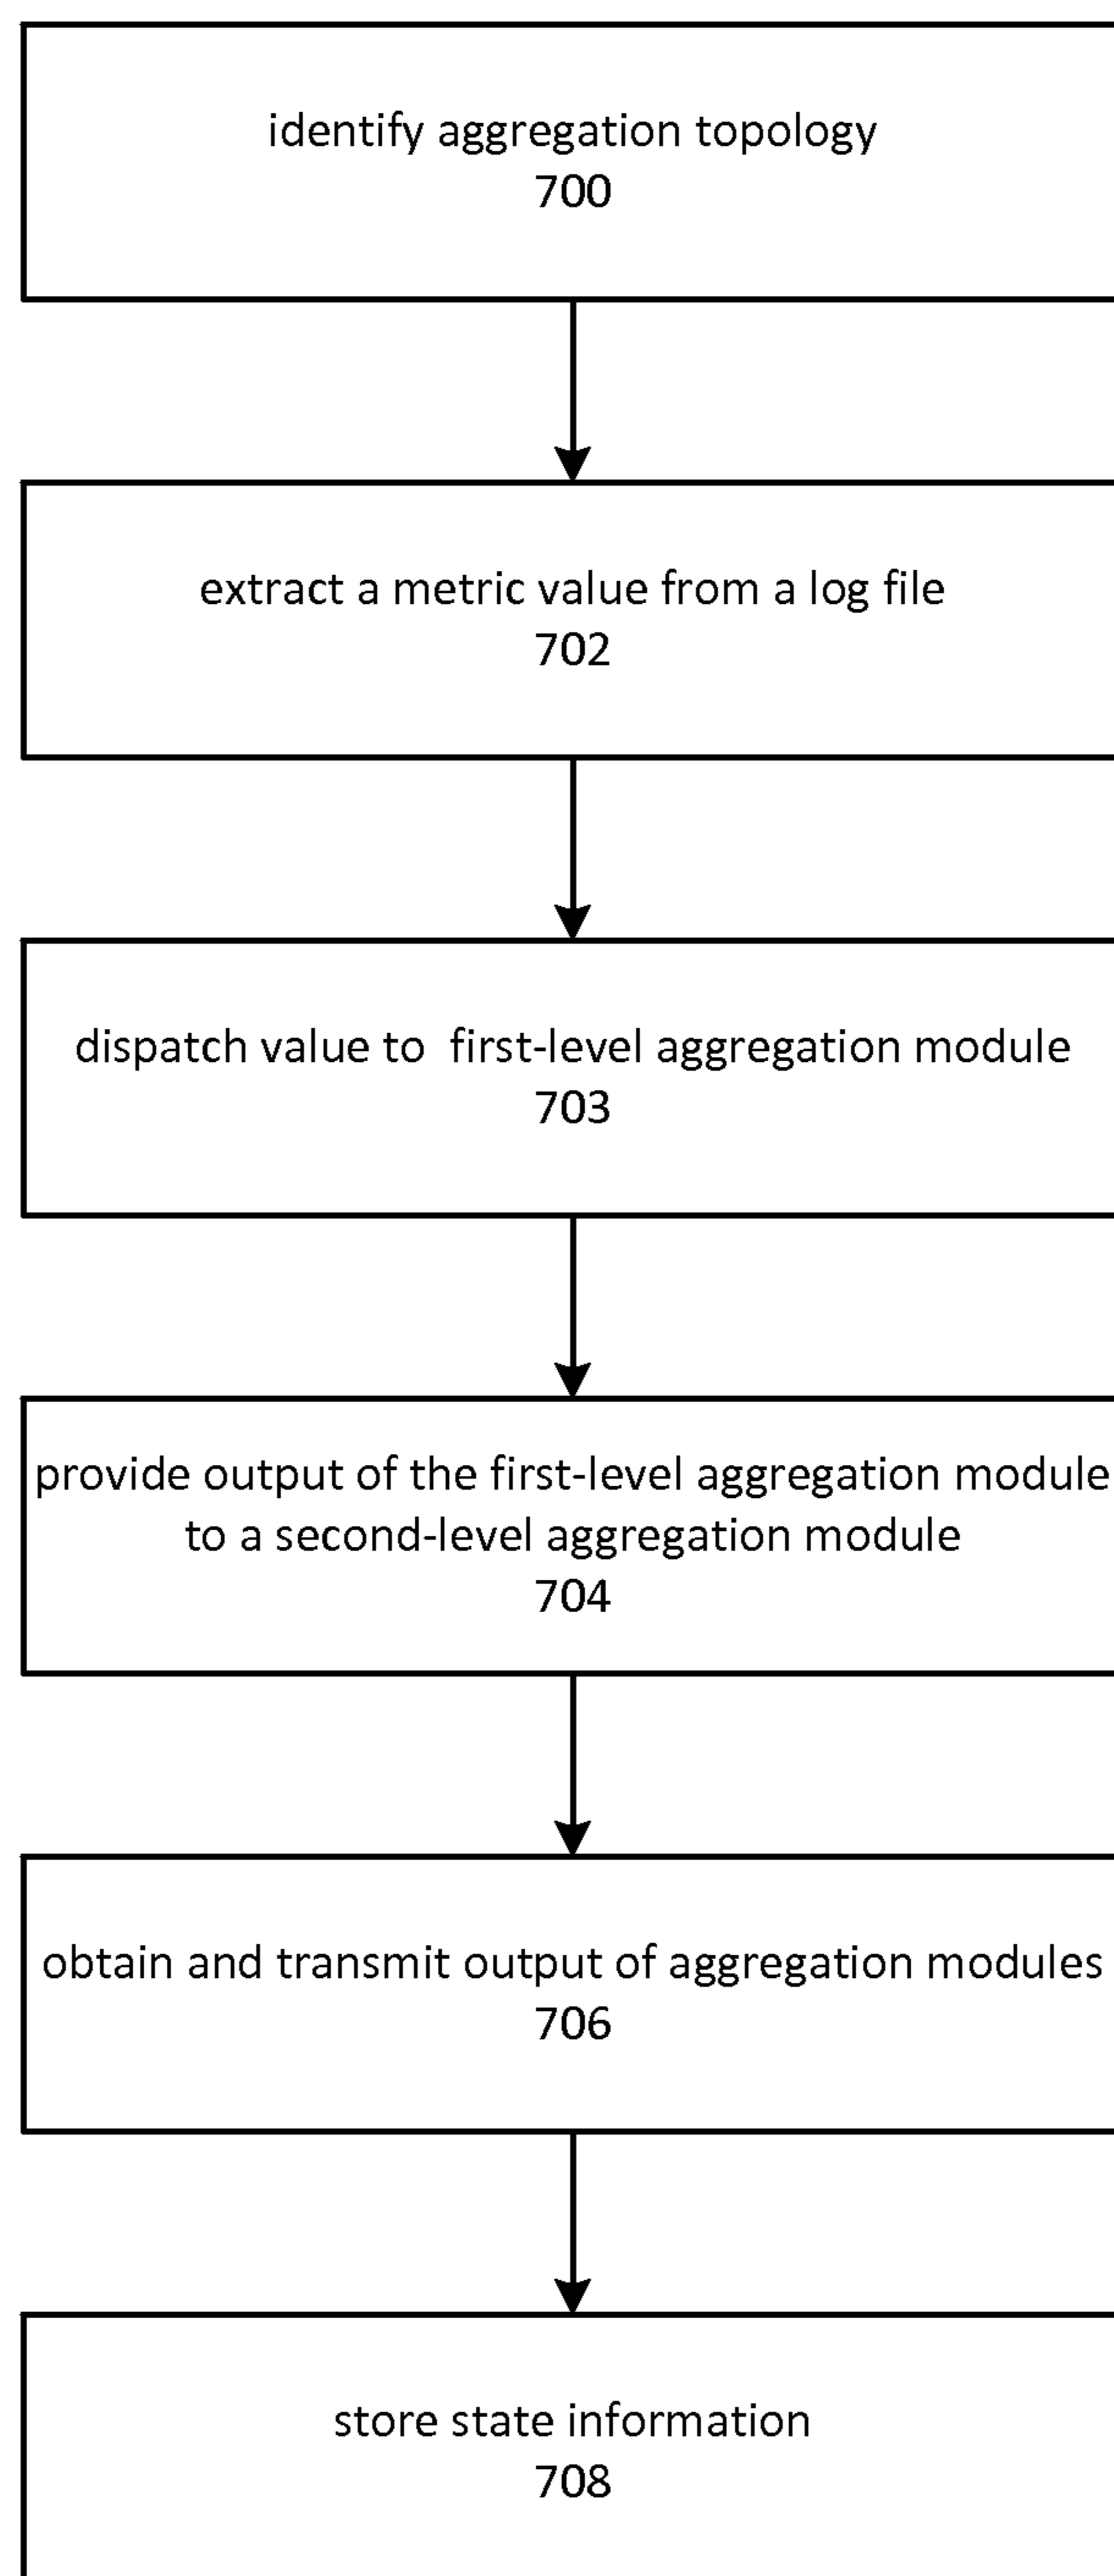 identify aggregation topology
700
extract a metric value from a log file
702
dispatch value to  first-level aggregation module
703
provide output of the first-level aggregation module
to a second-level aggregation module
704
obtain and transmit output of aggregation modules
706
store state information
708